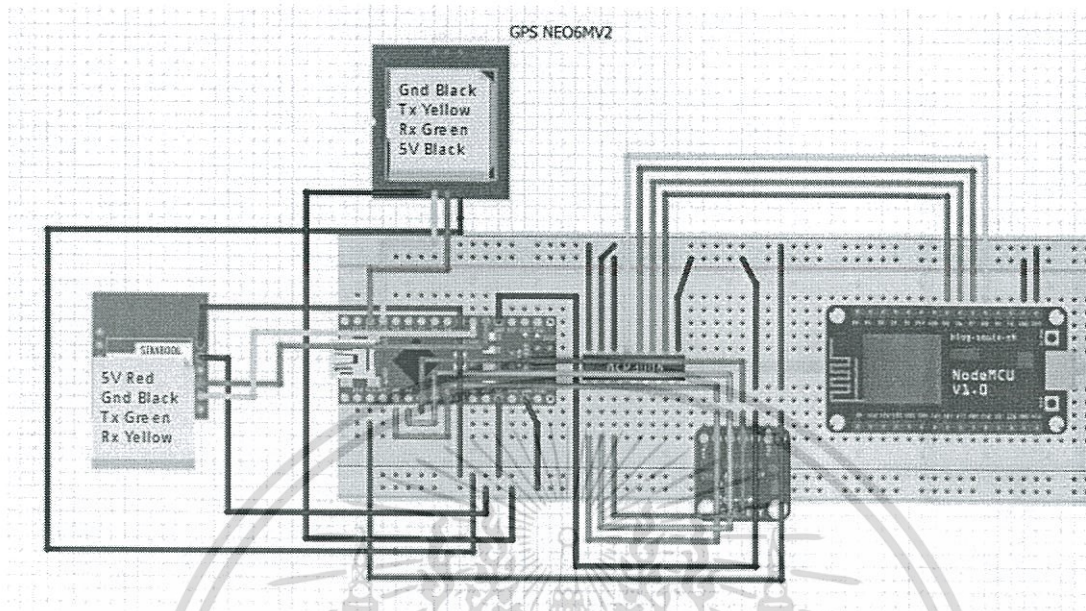 GPS NEO6MV2
Gnd Black
Tx Yellow
Rx Green
5V Black
SIM800L
5V Red
Gnd Black
Tx Green
Rx Yellow
NodeMCU
V1.0